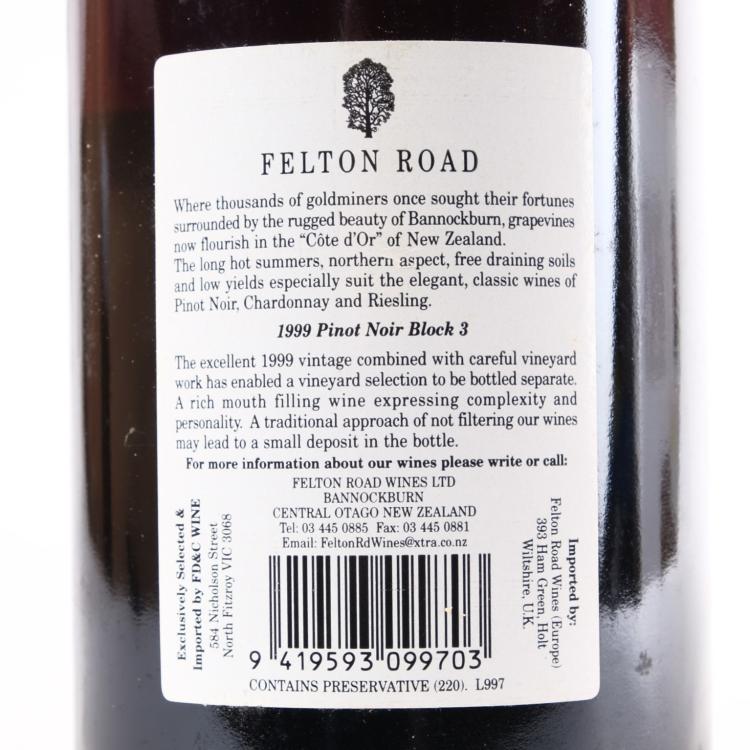 FELTON ROAD
Where thousands of goldminers once sought their fortunes
surrounded by the rugged beauty of Bannockburn, grapevines
now flourish in the "Côte d'Or" of New Zealand.
The long hot summers, northern aspect, free draining soils
and low yields especially suit the elegant, classic wines of
Pinot Noir, Chardonnay and Riesling.
1999 Pinot Noir Block 3
The excellent 1999 vintage combined with careful vineyard
work has enabled a vineyard selection to be bottled separate.
A rich mouth filling wine expressing complexity and
personality. A traditional approach of not filtering our wines
may lead to a small deposit in the bottle.
For more information about our wines please write or call:
FELTON ROAD WINES LTD
BANNOCKBURN
CENTRAL OTAGO NEW ZEALAND
Tel: 03 445 0885 Fax: 03 445 0881
Email: FeltonRdWines@xtra.co.nz
Exclusively Selected &
Imported by FD&C WINE
584 Nicholson Street
North Fitzroy VIC 3068
Imported by:
Felton Road Wines (Europe)
393 Ham Green, Holt
Wiltshire, U.K.
9 419593 099703
CONTAINS PRESERVATIVE (220). L997